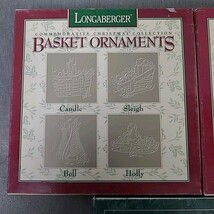 LONGABERGER
COMMEMORATIVE CHRISTMAS COLLECTION
BASKET ORNAMENTS
Candle Sleigh
Bell Holly